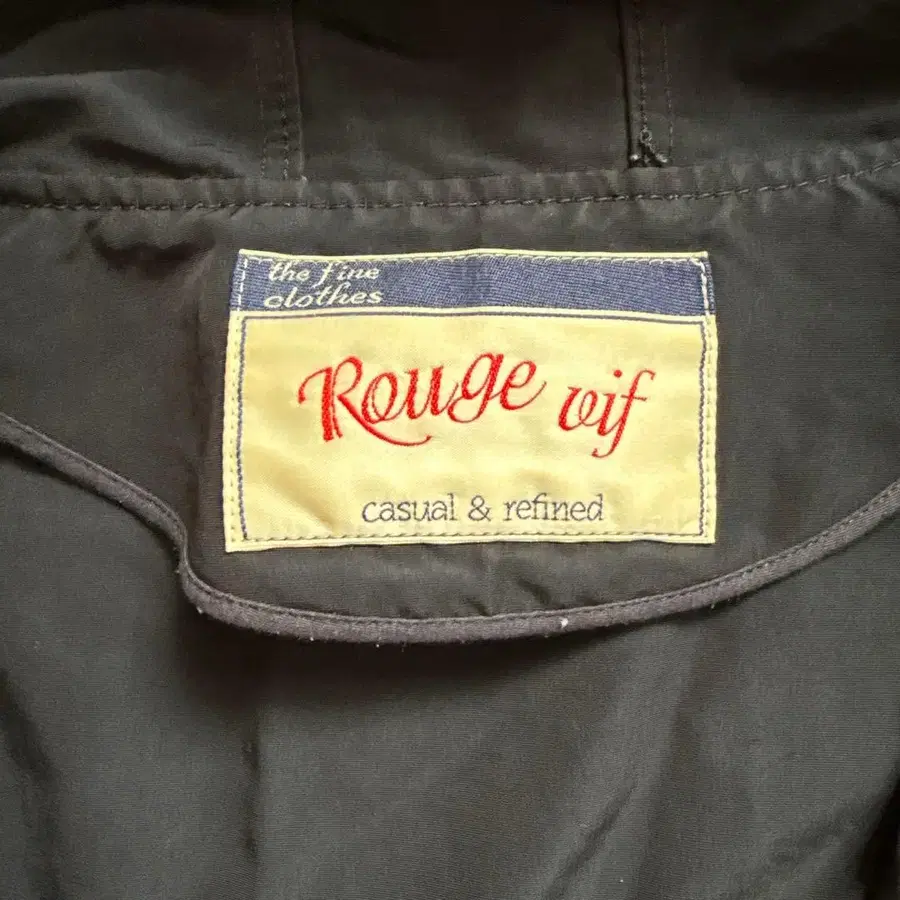 the fine
clothes
Rouge vif
casual & refined